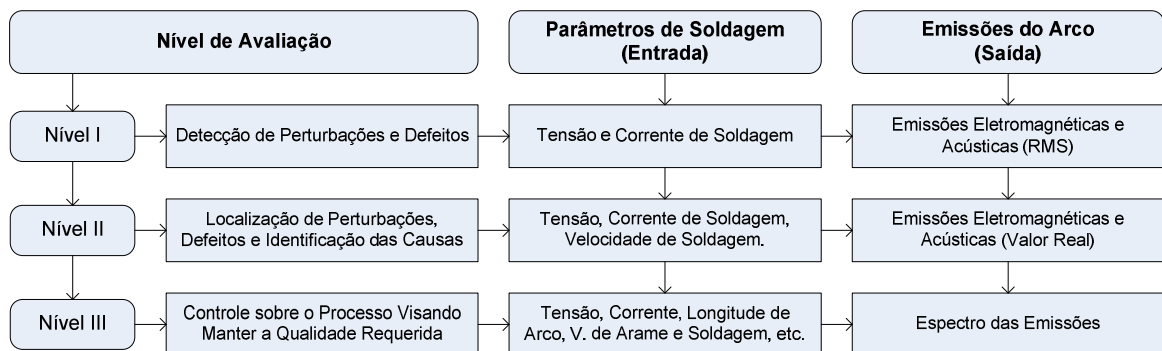 Nível de Avaliação
Parâmetros de Soldagem
(Entrada)
Emissões do Arco
(Saída)
Nível I
Detecção de Perturbações e Defeitos
Tensão e Corrente de Soldagem
Emissões Eletromagnéticas e
Acústicas (RMS)
Nível II
Localização de Perturbações,
Defeitos e Identificação das Causas
Tensão, Corrente de Soldagem,
Velocidade de Soldagem.
Emissões Eletromagnéticas e
Acústicas (Valor Real)
Nível III
Controle sobre o Processo Visando
Manter a Qualidade Requerida
Tensão, Corrente, Longitude de
Arco, V. de Arame e Soldagem, etc.
Espectro das Emissões